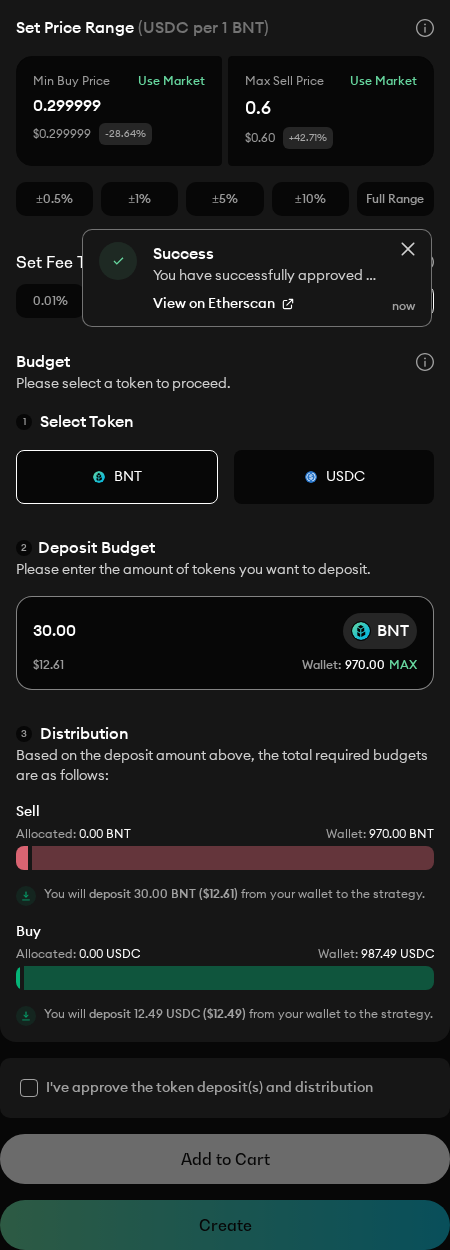 Set Price Range (USDC per 1 BNT)
Min Buy Price Use Market
0.299999
$0.299999 -28.64%
Max Sell Price Use Market
0.6
$0.60 +42.71%
±0.5% ±1% ±5% ±10% Full Range
Set Fee T
0.01%
Success
You have successfully approved ...
View on Etherscan
now
Budget
Please select a token to proceed.
1 Select Token
BNT USDC
2 Deposit Budget
Please enter the amount of tokens you want to deposit.
30.00 BNT
$12.61 Wallet: 970.00 MAX
3 Distribution
Based on the deposit amount above, the total required budgets
are as follows:
Sell
Allocated: 0.00 BNT Wallet: 970.00 BNT
You will deposit 30.00 BNT ($12.61) from your wallet to the strategy.
Buy
Allocated: 0.00 USDC Wallet: 987.49 USDC
You will deposit 12.49 USDC ($12.49) from your wallet to the strategy.
I've approve the token deposit(s) and distribution
Add to Cart
Create